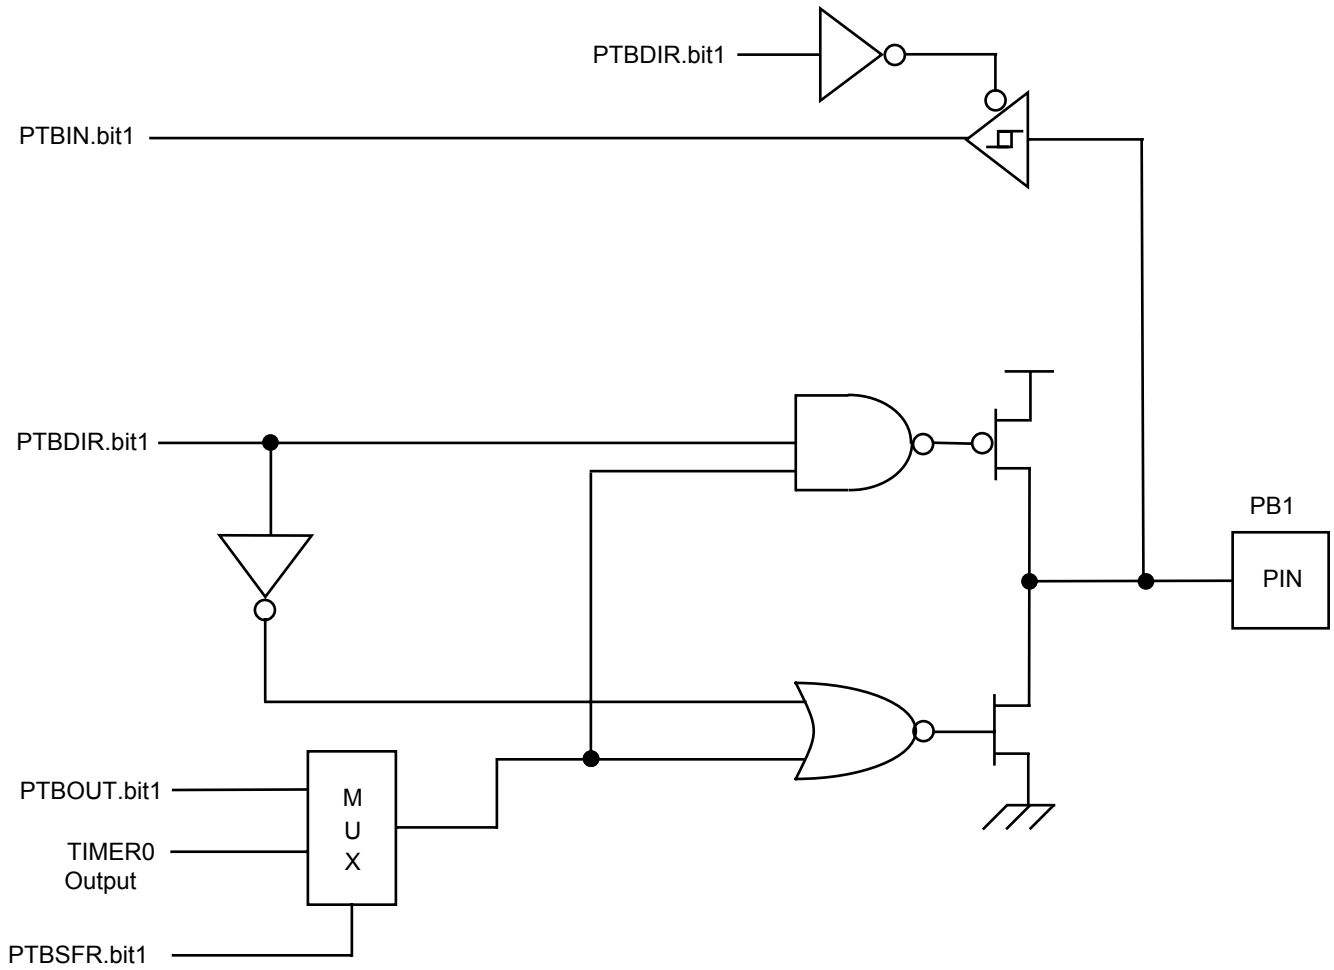 PTBDIR.bit1
PTBIN.bit1
PTBDIR.bit1
PB1
PIN
PTBOUT.bit1
M
U
X
TIMER0
Output
PTBSFR.bit1